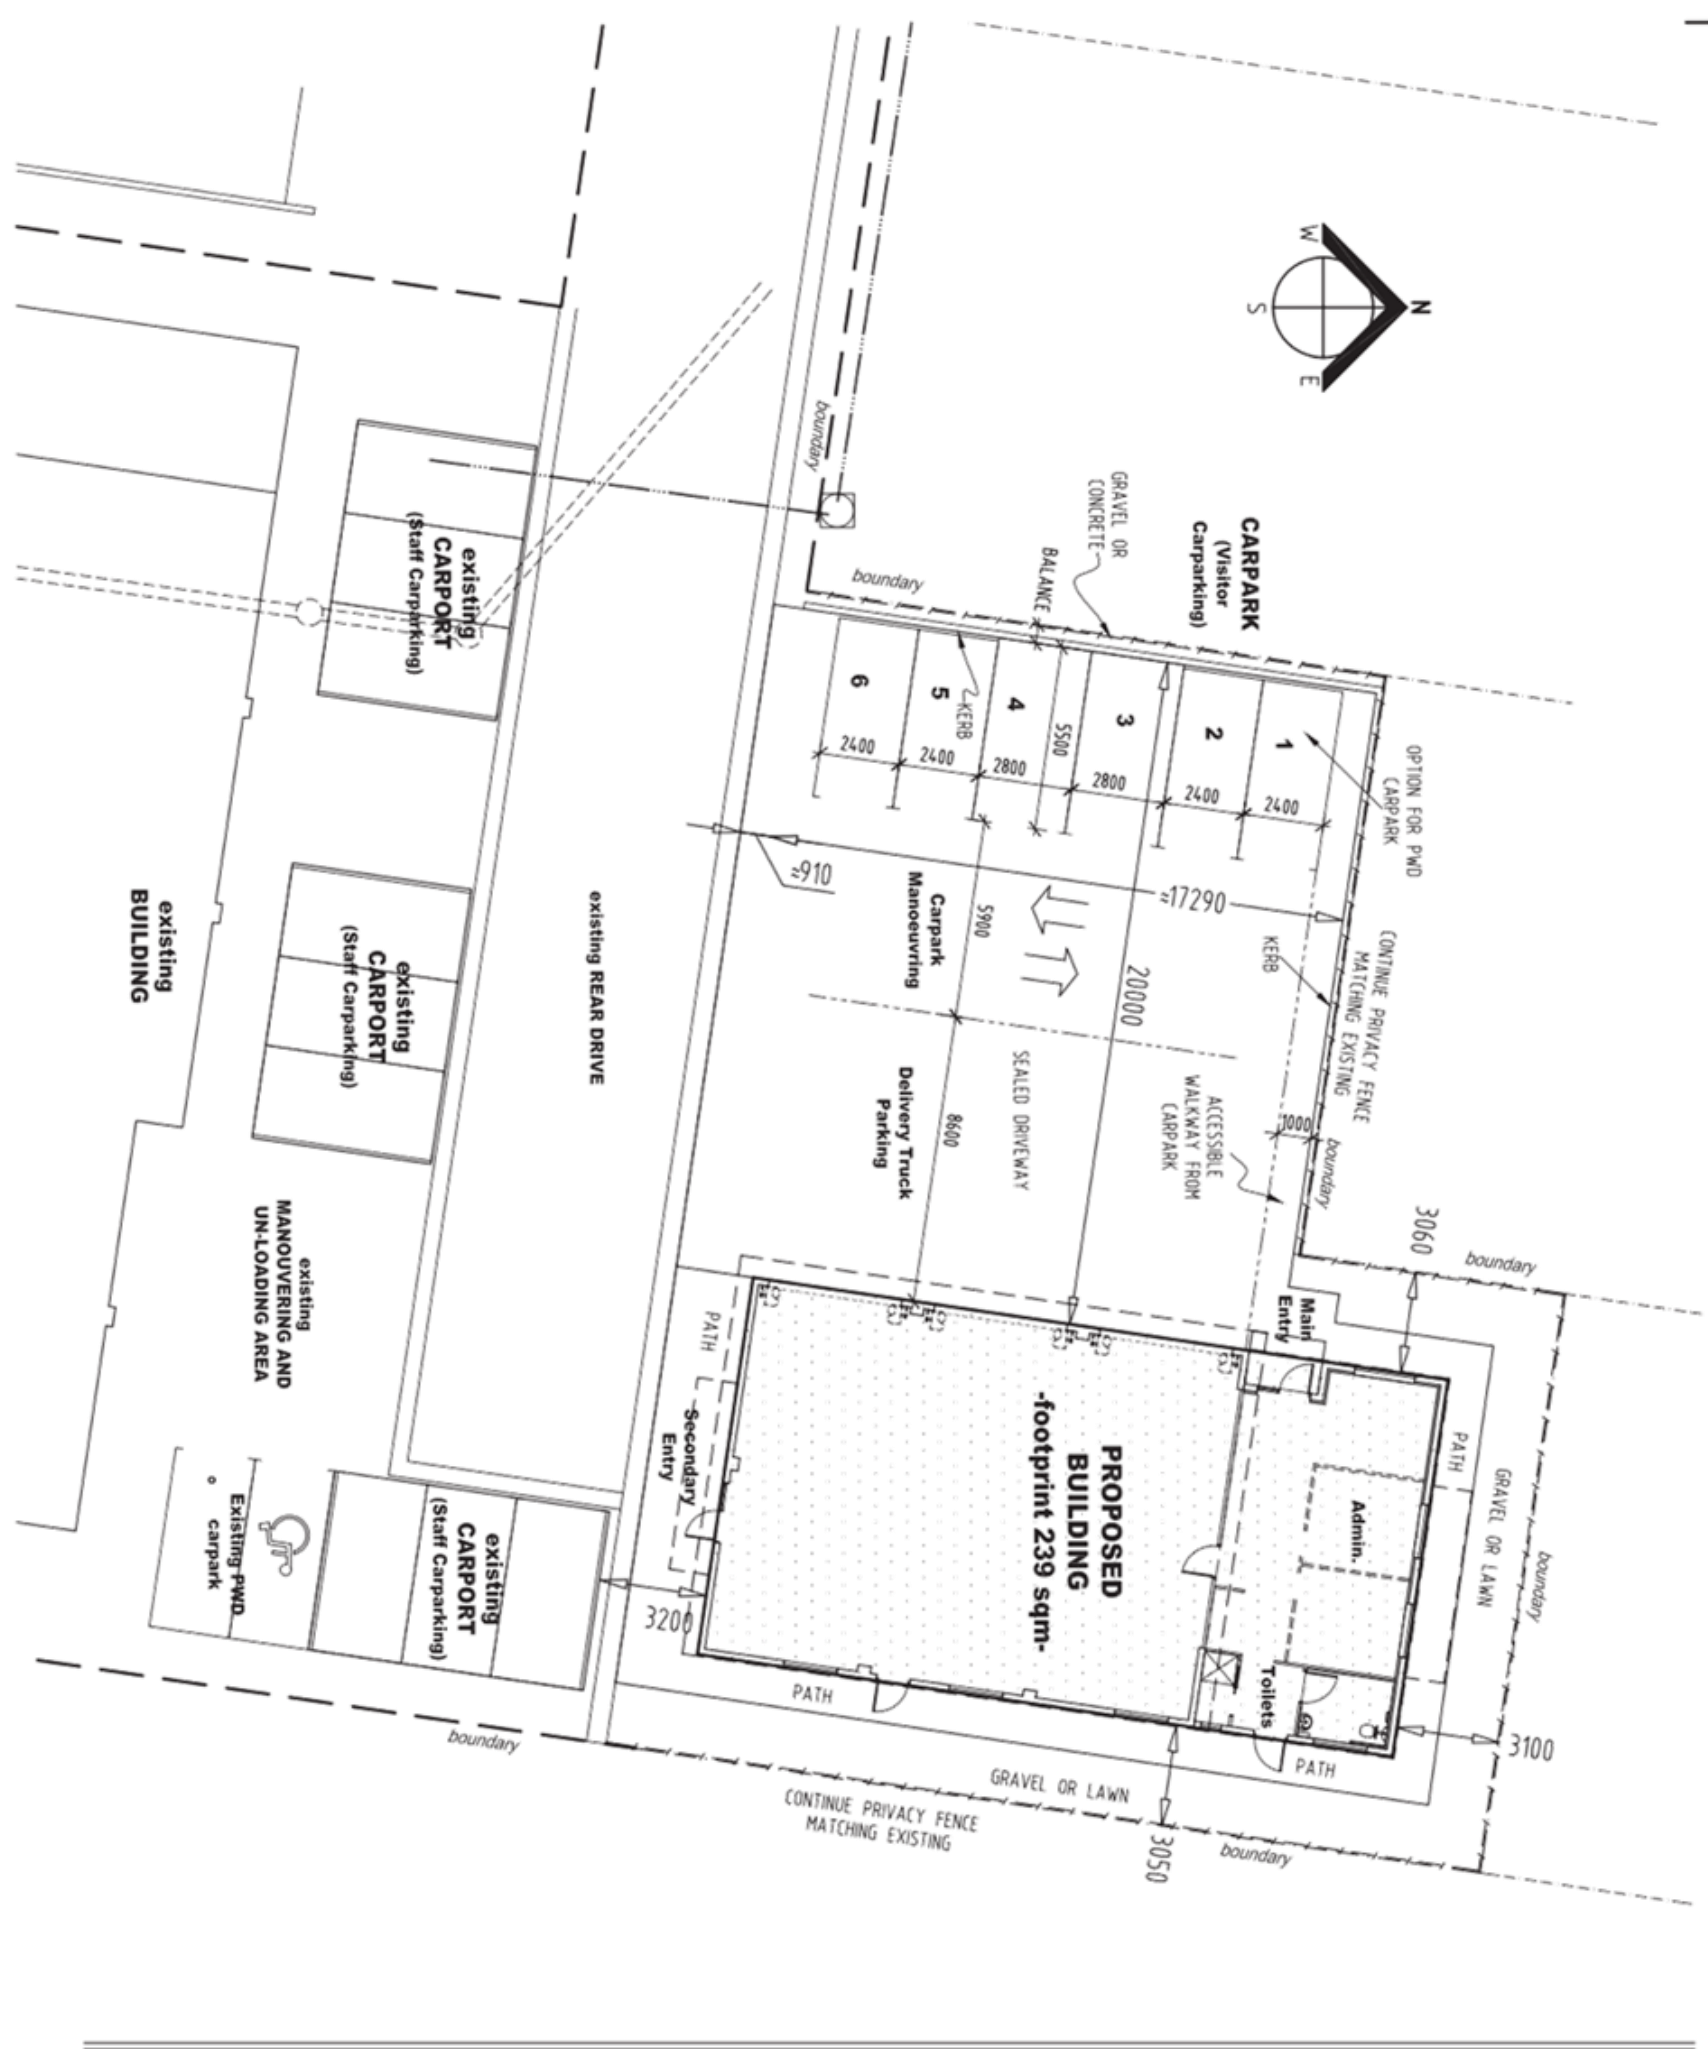 N
W
E
S
boundary
CARPARK
(Visitor
Carparking)
GRAVEL OR
CONCRETE
BALANCE
boundary
KERB
1
2
3
4
5
6
2400
2400
2800
2800
2400
2400
5500
OPTION FOR PWD
CARPARK
≈17290
≈910
20000
5900
8600
Carpark
Manoeuvring
Delivery Truck
Parking
SEALED DRIVEWAY
KERB
CONTINUE PRIVACY FENCE
MATCHING EXISTING
ACCESSIBLE
WALKWAY FROM
CARPARK
1000
boundary
3060
boundary
Main
Entry
PATH
GRAVEL OR LAWN
boundary
Admin.
Toilets
PROPOSED
BUILDING
-footprint 239 sqm-
PATH
Secondary
Entry
3200
PATH
PATH
3100
3050
GRAVEL OR LAWN
CONTINUE PRIVACY FENCE
MATCHING EXISTING
boundary
boundary
existing REAR DRIVE
existing
CARPORT
(Staff Carparking)
existing
CARPORT
(Staff Carparking)
existing
CARPORT
(Staff Carparking)
existing
BUILDING
existing
MANOUVERING AND
UN-LOADING AREA
Existing PWD
carpark